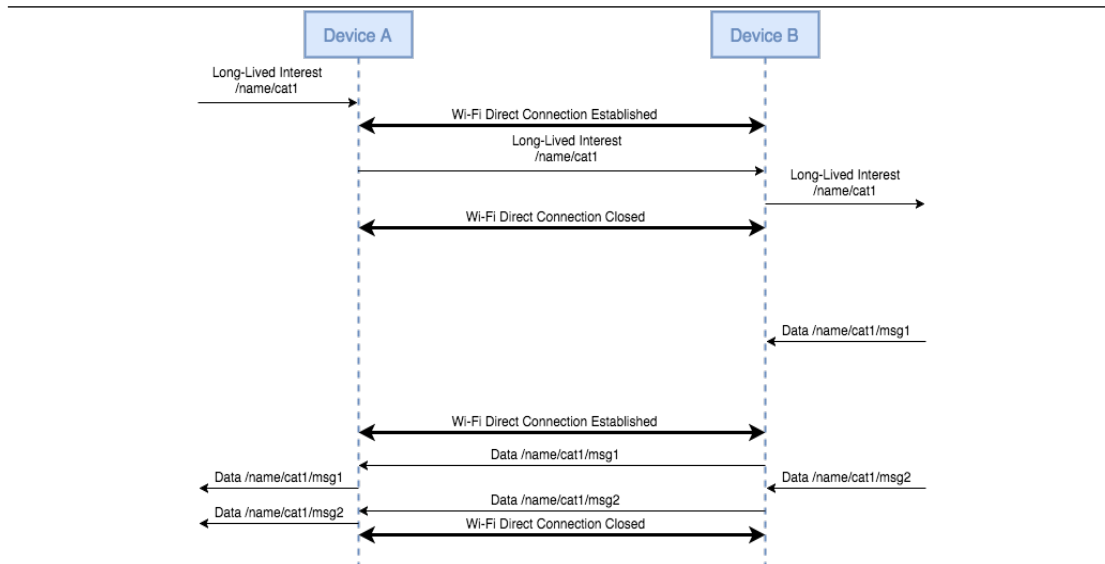 Device A
Device B
Long-Lived Interest
/name/cat1
Wi-Fi Direct Connection Established
Long-Lived Interest
/name/cat1
Long-Lived Interest
/name/cat1
Wi-Fi Direct Connection Closed
Data /name/cat1/msg1
Wi-Fi Direct Connection Established
Data /name/cat1/msg1
Data /name/cat1/msg1
Data /name/cat1/msg2
Data /name/cat1/msg2
Data /name/cat1/msg2
Wi-Fi Direct Connection Closed